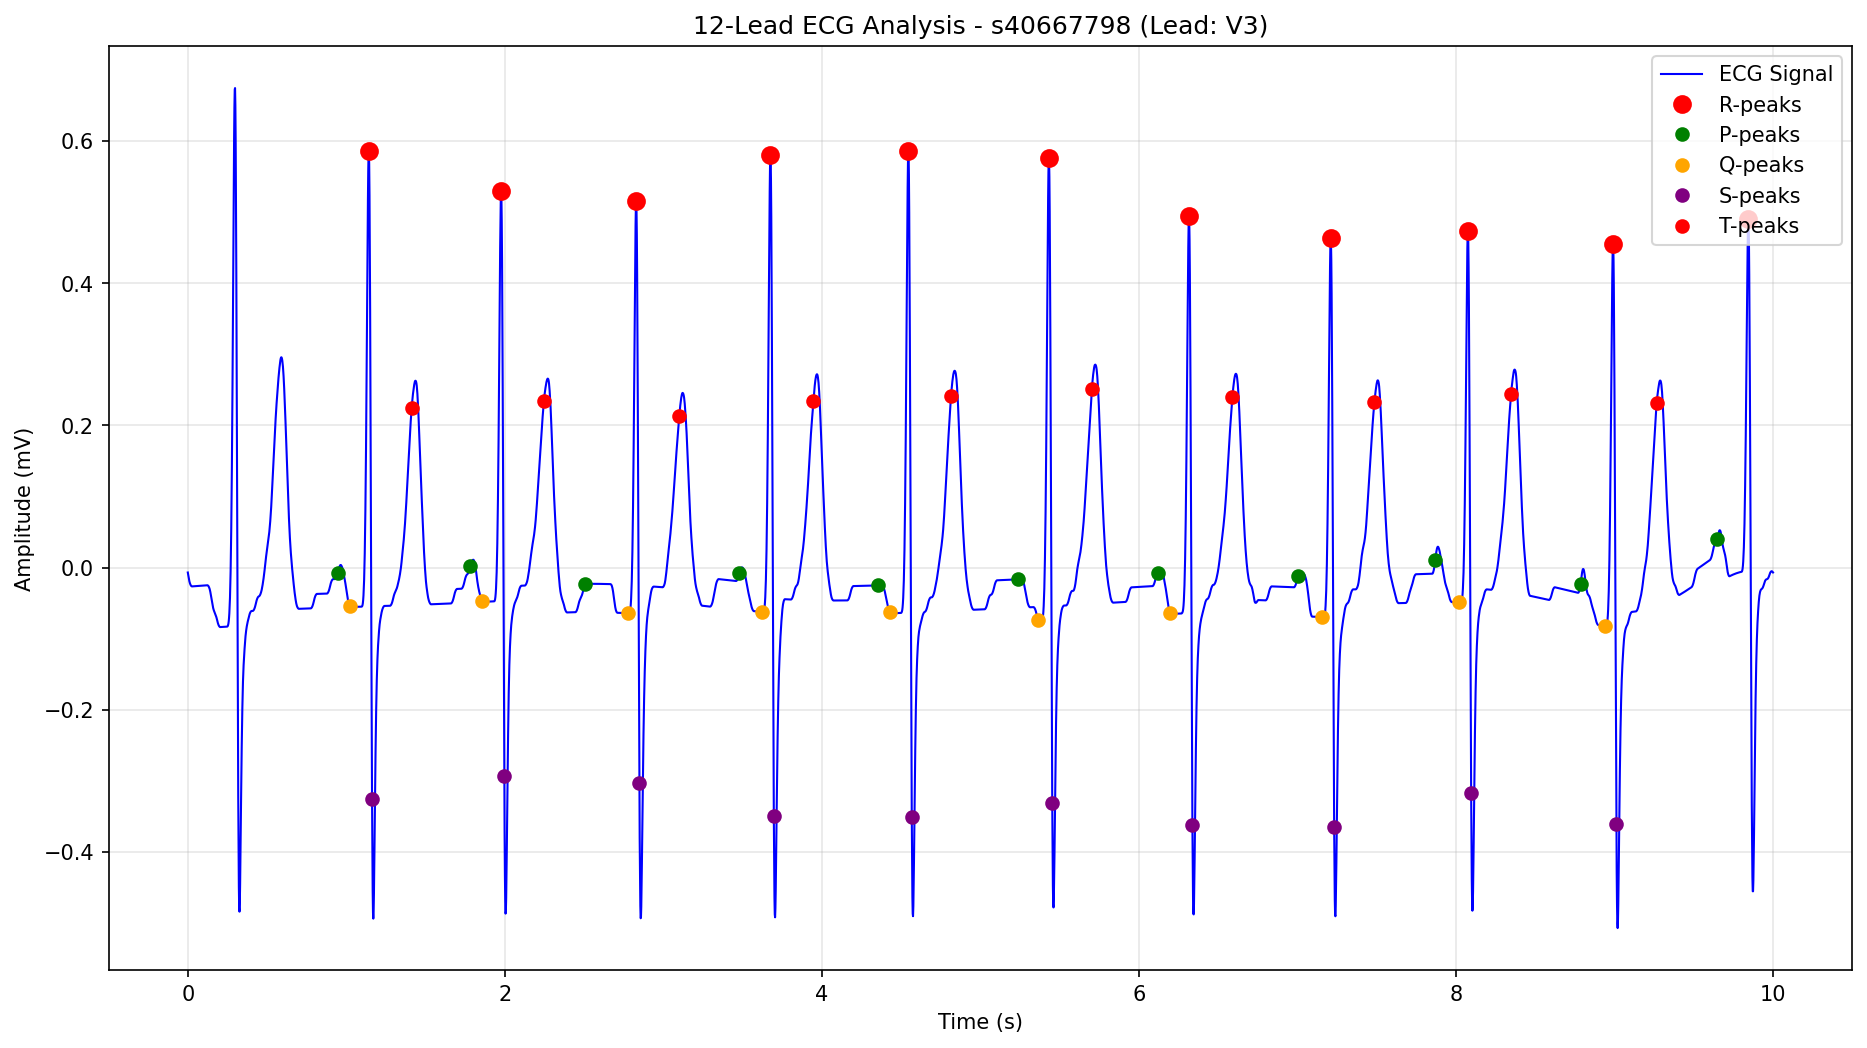 12-Lead ECG Analysis - s40667798 (Lead: V3)
ECG Signal
R-peaks
P-peaks
Q-peaks
S-peaks
T-peaks
Amplitude (mV)
0.6
0.4
0.2
0.0
−0.2
−0.4
0
2
4
6
8
10
Time (s)